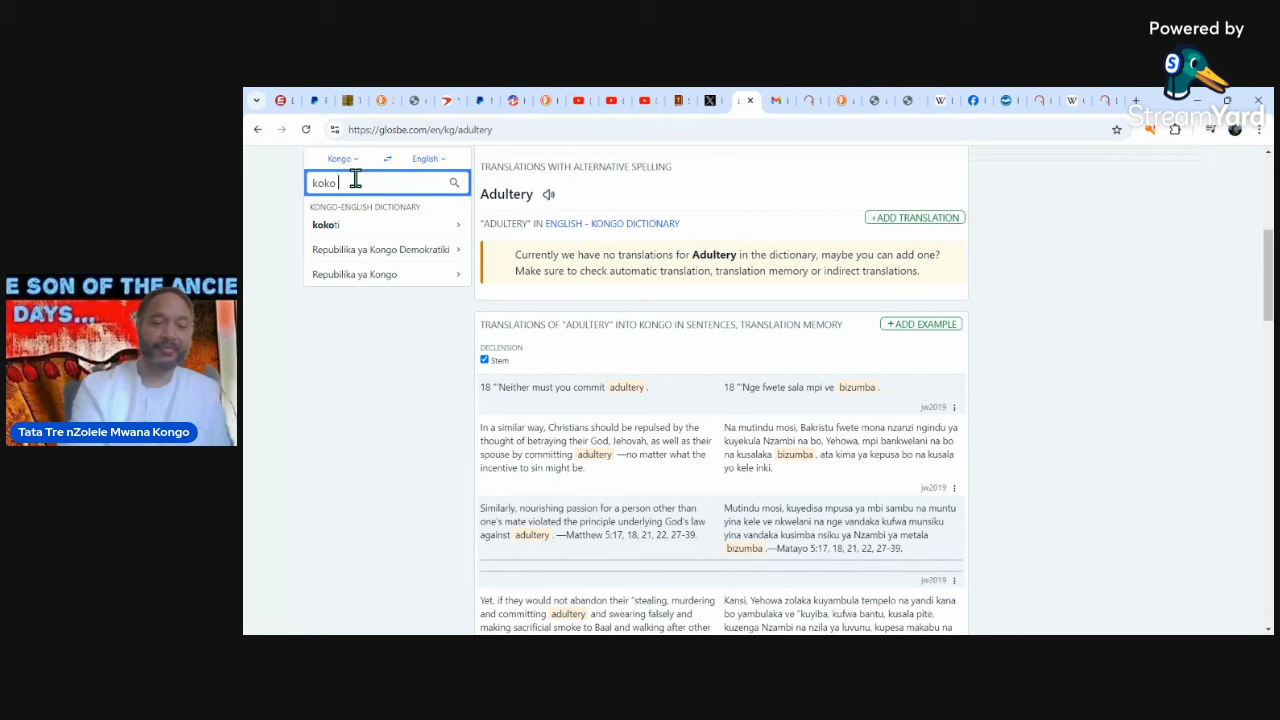 Powered by
S
StreamYard
https://glosbe.com/en/kg/adultery
Kongo
English
koko
KONGO-ENGLISH DICTIONARY
kokoti
Repubilika ya Kongo Demokratiki
Repubilika ya Kongo
TRANSLATIONS WITH ALTERNATIVE SPELLING
Adultery
"ADULTERY" IN ENGLISH - KONGO DICTIONARY
+ADD TRANSLATION
Currently we have no translations for Adultery in the dictionary, maybe you can add one?
Make sure to check automatic translation, translation memory or indirect translations.
TRANSLATIONS OF "ADULTERY" INTO KONGO IN SENTENCES, TRANSLATION MEMORY
+ADD EXAMPLE
DECLENSION
Stem
18 “‘Neither must you commit adultery.
18 “‘Nge fwete sala mpi ve bizumba.
jw2019
In a similar way, Christians should be repulsed by the
thought of betraying their God, Jehovah, as well as their
spouse by committing adultery —no matter what the
incentive to sin might be.
Na mutindu mosi, Bakristu fwete mona nzanzi ngindu ya
kuyekula Nzambi na bo, Yehowa, mpi bankwelani na bo
na kusalaka bizumba, ata kima ya kepusa bo na kusala
yo kele inki.
jw2019
Similarly, nourishing passion for a person other than
one’s mate violated the principle underlying God’s law
against adultery. —Matthew 5:17, 18, 21, 22, 27-39.
Mutindu mosi, kuyedisa mpusa ya mbi sambu na muntu
yina kele ve nkwelani na nge vandaka kufwa munsiku
yina vandaka kusimba nsiku ya Nzambi ya metala
bizumba.—Matayo 5:17, 18, 21, 22, 27-39.
jw2019
Yet, if they would not abandon their “stealing, murdering
and committing adultery and swearing falsely and
making sacrificial smoke to Baal and walking after other
Kansi, Yehowa zolaka kuyambula tempelo na yandi kana
bo yambulaka ve “kuyiba, kufwa bantu, kusala pite,
kuzenga Nzambi na nzila ya luvunu, kupesa makabu na
E SON OF THE ANCIE
DAYS...
Tata Tre nZolele Mwana Kongo